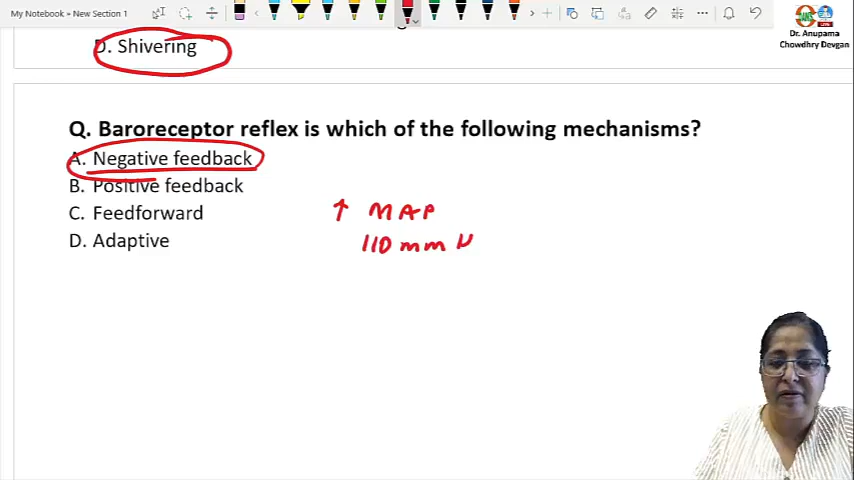 My Notebook » New Section 1
Dr. Anupama
Chowdhry Devgan
D. Shivering
Q. Baroreceptor reflex is which of the following mechanisms?
A. Negative feedback
B. Positive feedback
C. Feedforward
D. Adaptive
↑ MAP
110 mm